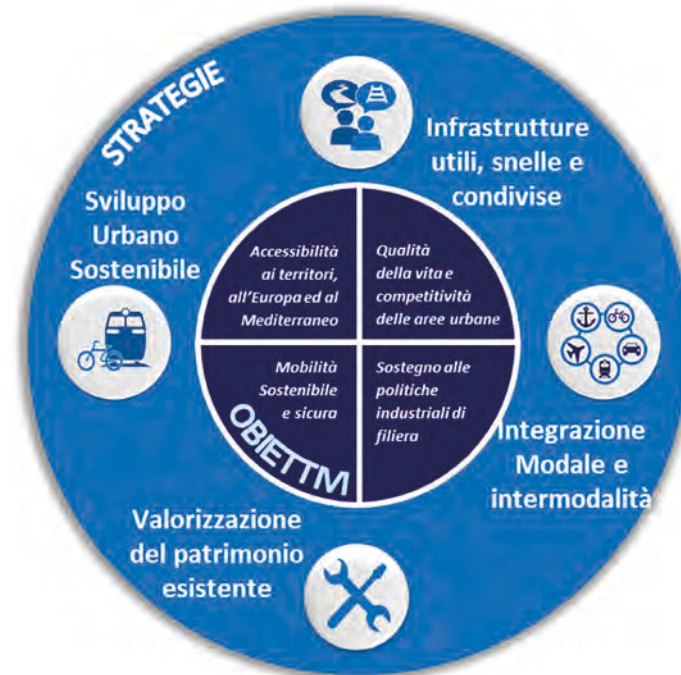 STRATEGIE
Infrastrutture
utili, snelle e
condivise
Sviluppo
Urbano
Sostenibile
Accessibilità
ai territori,
all'Europa ed al
Mediterraneo
Qualità
della vita e
competitività
delle aree urbane
Mobilità
Sostenibile
e sicura
Sostegno alle
politiche
industriali di
filiera
OBIETTIVI
Integrazione
Modale e
intermodalità
Valorizzazione
del patrimonio
esistente